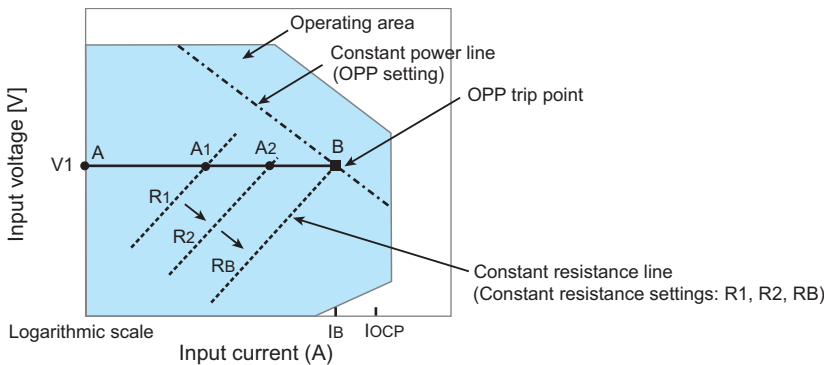 Operating area
Constant power line
(OPP setting)
OPP trip point
Input voltage [V]
V1
A
A1
A2
B
R1
R2
RB
Constant resistance line
(Constant resistance settings: R1, R2, RB)
Logarithmic scale
IB
IOCP
Input current (A)